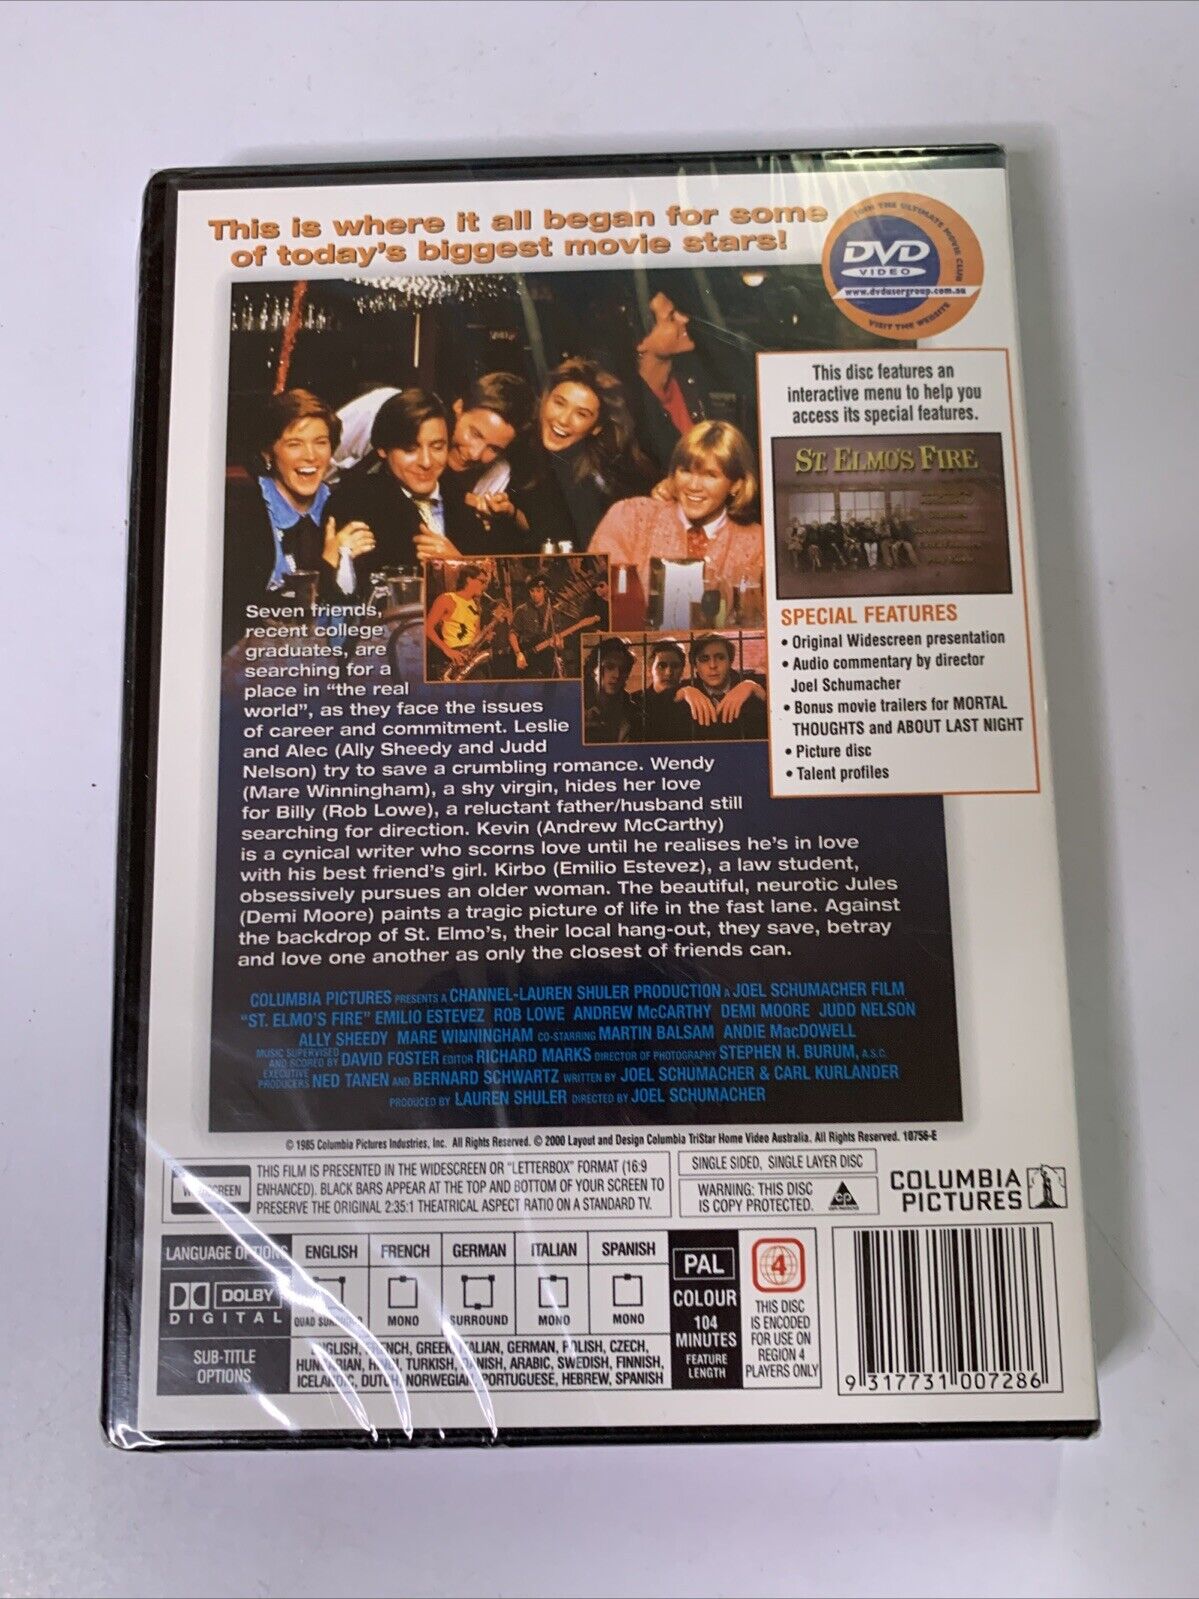 This is where it all began for some
of today's biggest movie stars!
JOIN THE ULTIMATE MOVIE CLUB
DVD
VIDEO
www.dvdusergroup.com.au
VISIT THE WEBSITE
This disc features an
interactive menu to help you
access its special features.
ST. ELMO'S FIRE
SPECIAL FEATURES
• Original Widescreen presentation
• Audio commentary by director
Joel Schumacher
• Bonus movie trailers for MORTAL
THOUGHTS and ABOUT LAST NIGHT
• Picture disc
• Talent profiles
Seven friends,
recent college
graduates, are
searching for a
place in "the real
world", as they face the issues
of career and commitment. Leslie
and Alec (Ally Sheedy and Judd
Nelson) try to save a crumbling romance. Wendy
(Mare Winningham), a shy virgin, hides her love
for Billy (Rob Lowe), a reluctant father/husband still
searching for direction. Kevin (Andrew McCarthy)
is a cynical writer who scorns love until he realises he's in love
with his best friend's girl. Kirbo (Emilio Estevez), a law student,
obsessively pursues an older woman. The beautiful, neurotic Jules
(Demi Moore) paints a tragic picture of life in the fast lane. Against
the backdrop of St. Elmo's, their local hang-out, they save, betray
and love one another as only the closest of friends can.
COLUMBIA PICTURES PRESENTS A CHANNEL-LAUREN SHULER PRODUCTION A JOEL SCHUMACHER FILM
"ST. ELMO'S FIRE" EMILIO ESTEVEZ ROB LOWE ANDREW McCARTHY DEMI MOORE JUDD NELSON
ALLY SHEEDY MARE WINNINGHAM CO-STARRING MARTIN BALSAM ANDIE MacDOWELL
MUSIC SUPERVISED AND SCORED BY DAVID FOSTER EDITOR RICHARD MARKS DIRECTOR OF PHOTOGRAPHY STEPHEN H. BURUM, A.S.C.
EXECUTIVE PRODUCERS NED TANEN AND BERNARD SCHWARTZ WRITTEN BY JOEL SCHUMACHER & CARL KURLANDER
PRODUCED BY LAUREN SHULER DIRECTED BY JOEL SCHUMACHER
© 1985 Columbia Pictures Industries, Inc. All Rights Reserved. © 2000 Layout and Design Columbia TriStar Home Video Australia. All Rights Reserved. 10756-E
WIDESCREEN
THIS FILM IS PRESENTED IN THE WIDESCREEN OR "LETTERBOX" FORMAT (16:9
ENHANCED). BLACK BARS APPEAR AT THE TOP AND BOTTOM OF YOUR SCREEN TO
PRESERVE THE ORIGINAL 2:35:1 THEATRICAL ASPECT RATIO ON A STANDARD TV.
SINGLE SIDED, SINGLE LAYER DISC
WARNING: THIS DISC
IS COPY PROTECTED.
CP
COLUMBIA
PICTURES
LANGUAGE OPTIONS ENGLISH FRENCH GERMAN ITALIAN SPANISH
DOLBY
DIGITAL
QUAD SURROUND MONO SURROUND MONO MONO
SUB-TITLE
OPTIONS
ENGLISH, FRENCH, GREEK, ITALIAN, GERMAN, POLISH, CZECH,
HUNGARIAN, HINDI, TURKISH, DANISH, ARABIC, SWEDISH, FINNISH,
ICELANDIC, DUTCH, NORWEGIAN, PORTUGUESE, HEBREW, SPANISH
PAL
COLOUR
104
MINUTES
FEATURE
LENGTH
4
THIS DISC
IS ENCODED
FOR USE ON
REGION 4
PLAYERS ONLY
9 317731 007286